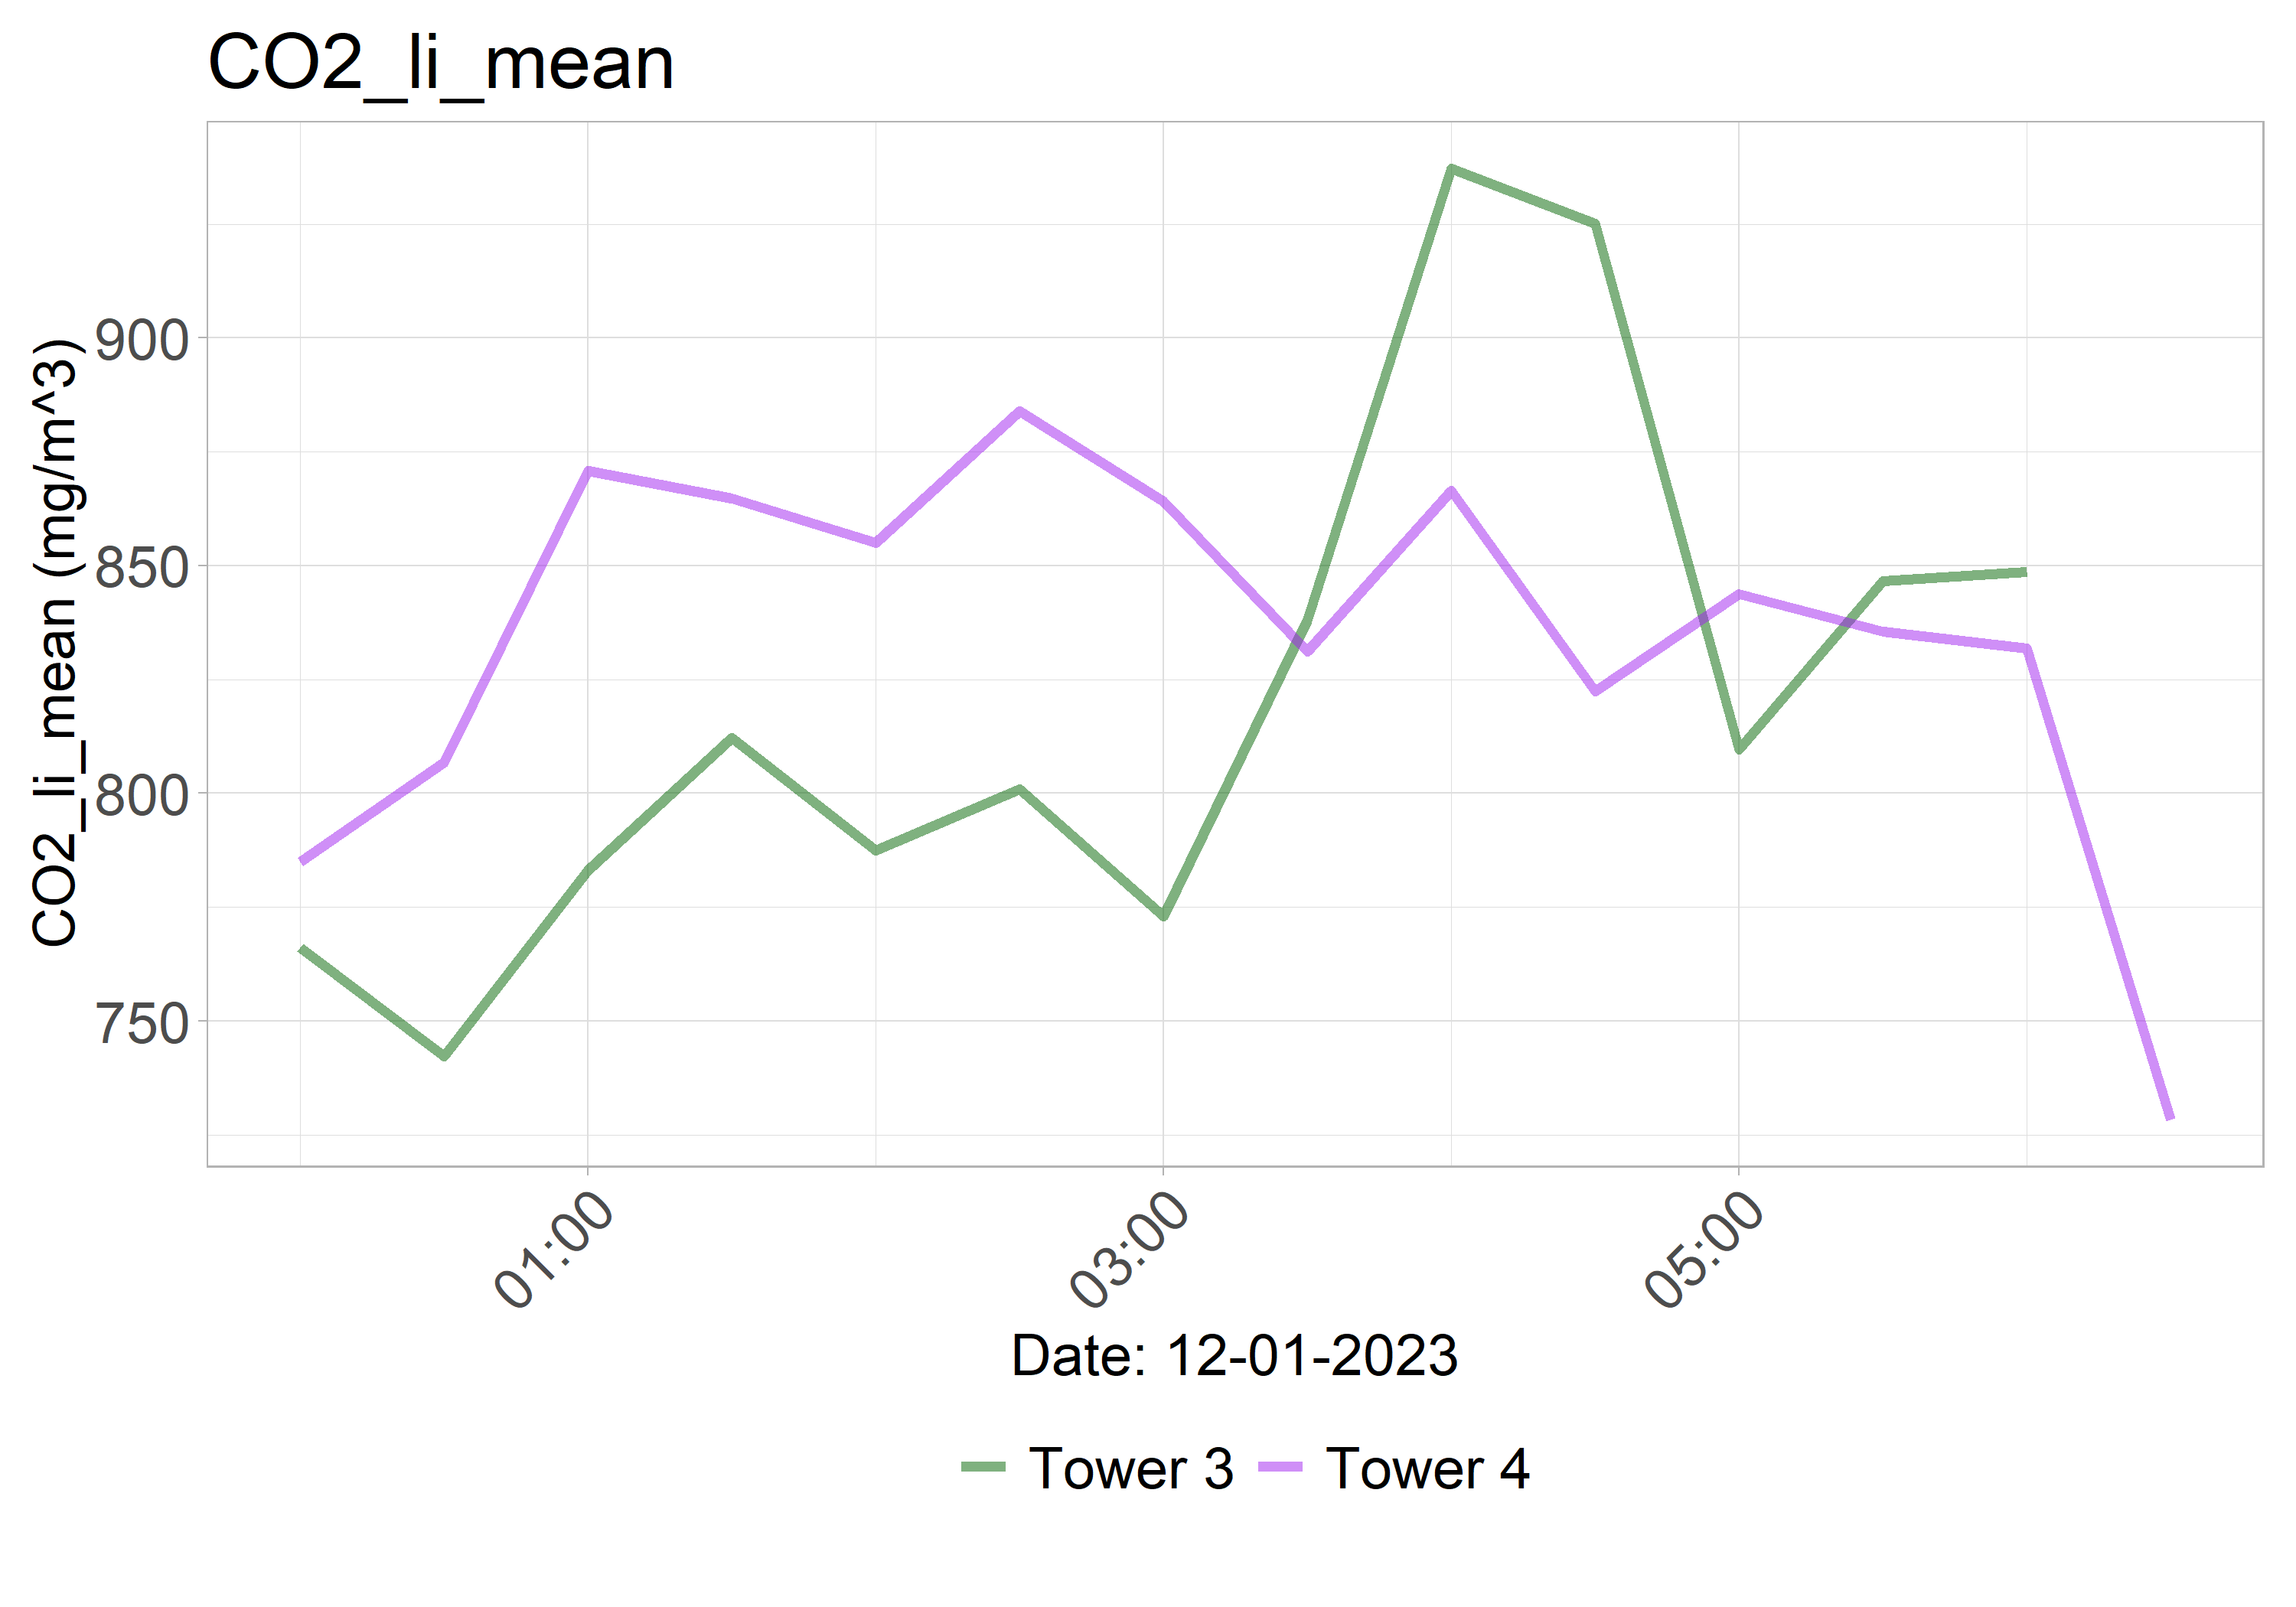 CO2_li_mean
CO2_li_mean (mg/m^3)
900
850
800
750
01:00
03:00
05:00
Date: 12-01-2023
Tower 3
Tower 4